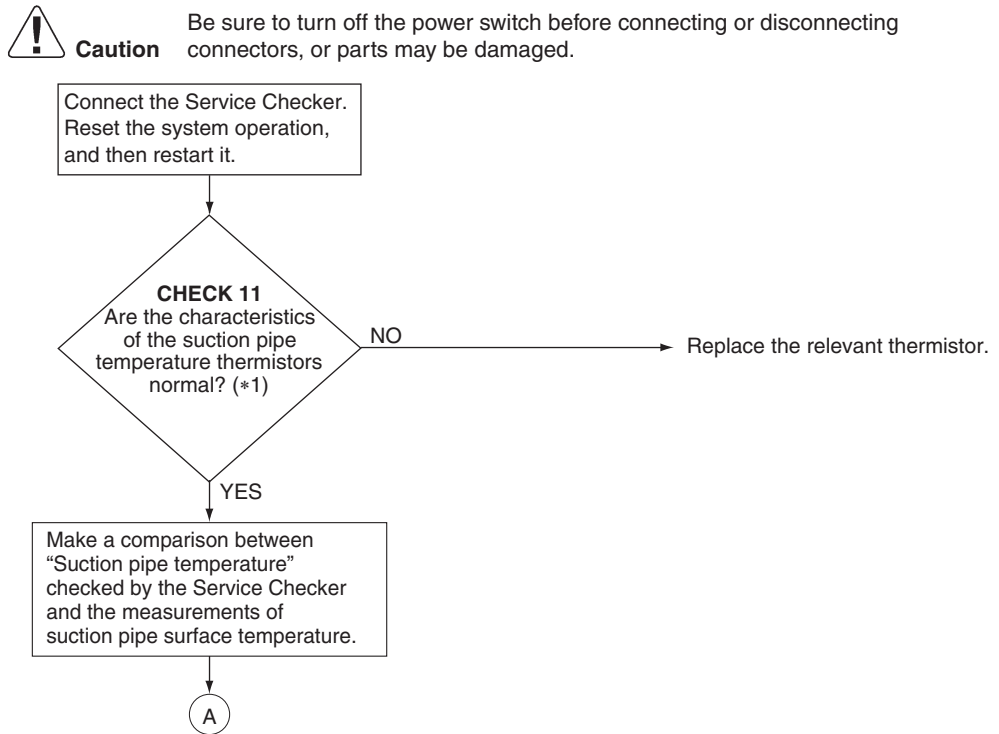 Be sure to turn off the power switch before connecting or disconnecting
Caution connectors, or parts may be damaged.
Connect the Service Checker.
Reset the system operation,
and then restart it.
CHECK 11
Are the characteristics
of the suction pipe
temperature thermistors
normal? (*1)
NO
Replace the relevant thermistor.
YES
Make a comparison between
“Suction pipe temperature”
checked by the Service Checker
and the measurements of
suction pipe surface temperature.
A